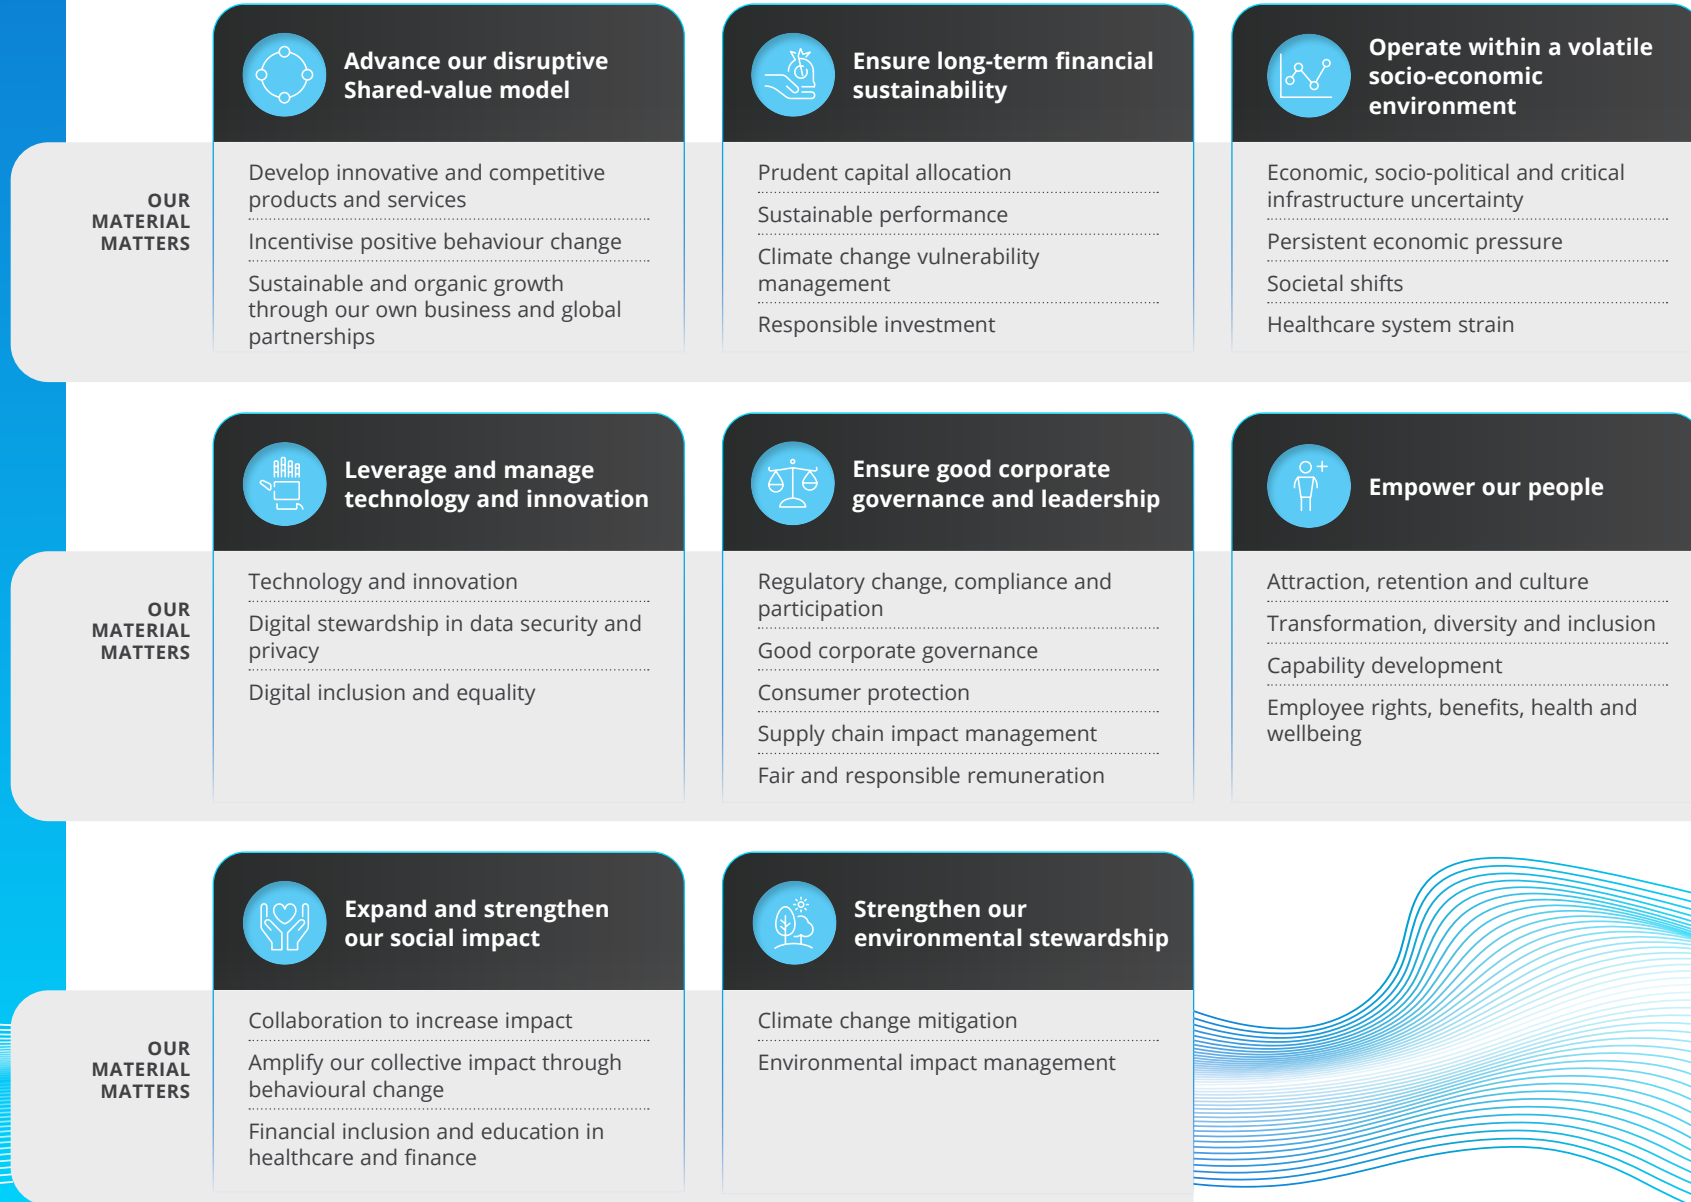 Advance our disruptive
Shared-value model
Ensure long-term financial
sustainability
Operate within a volatile
socio-economic
environment
OUR
MATERIAL
MATTERS
Develop innovative and competitive
products and services
Incentivise positive behaviour change
Sustainable and organic growth
through our own business and global
partnerships
Prudent capital allocation
Sustainable performance
Climate change vulnerability
management
Responsible investment
Economic, socio-political and critical
infrastructure uncertainty
Persistent economic pressure
Societal shifts
Healthcare system strain
Leverage and manage
technology and innovation
Ensure good corporate
governance and leadership
Empower our people
OUR
MATERIAL
MATTERS
Technology and innovation
Digital stewardship in data security and
privacy
Digital inclusion and equality
Regulatory change, compliance and
participation
Good corporate governance
Consumer protection
Supply chain impact management
Fair and responsible remuneration
Attraction, retention and culture
Transformation, diversity and inclusion
Capability development
Employee rights, benefits, health and
wellbeing
Expand and strengthen
our social impact
Strengthen our
environmental stewardship
OUR
MATERIAL
MATTERS
Collaboration to increase impact
Amplify our collective impact through
behavioural change
Financial inclusion and education in
healthcare and finance
Climate change mitigation
Environmental impact management